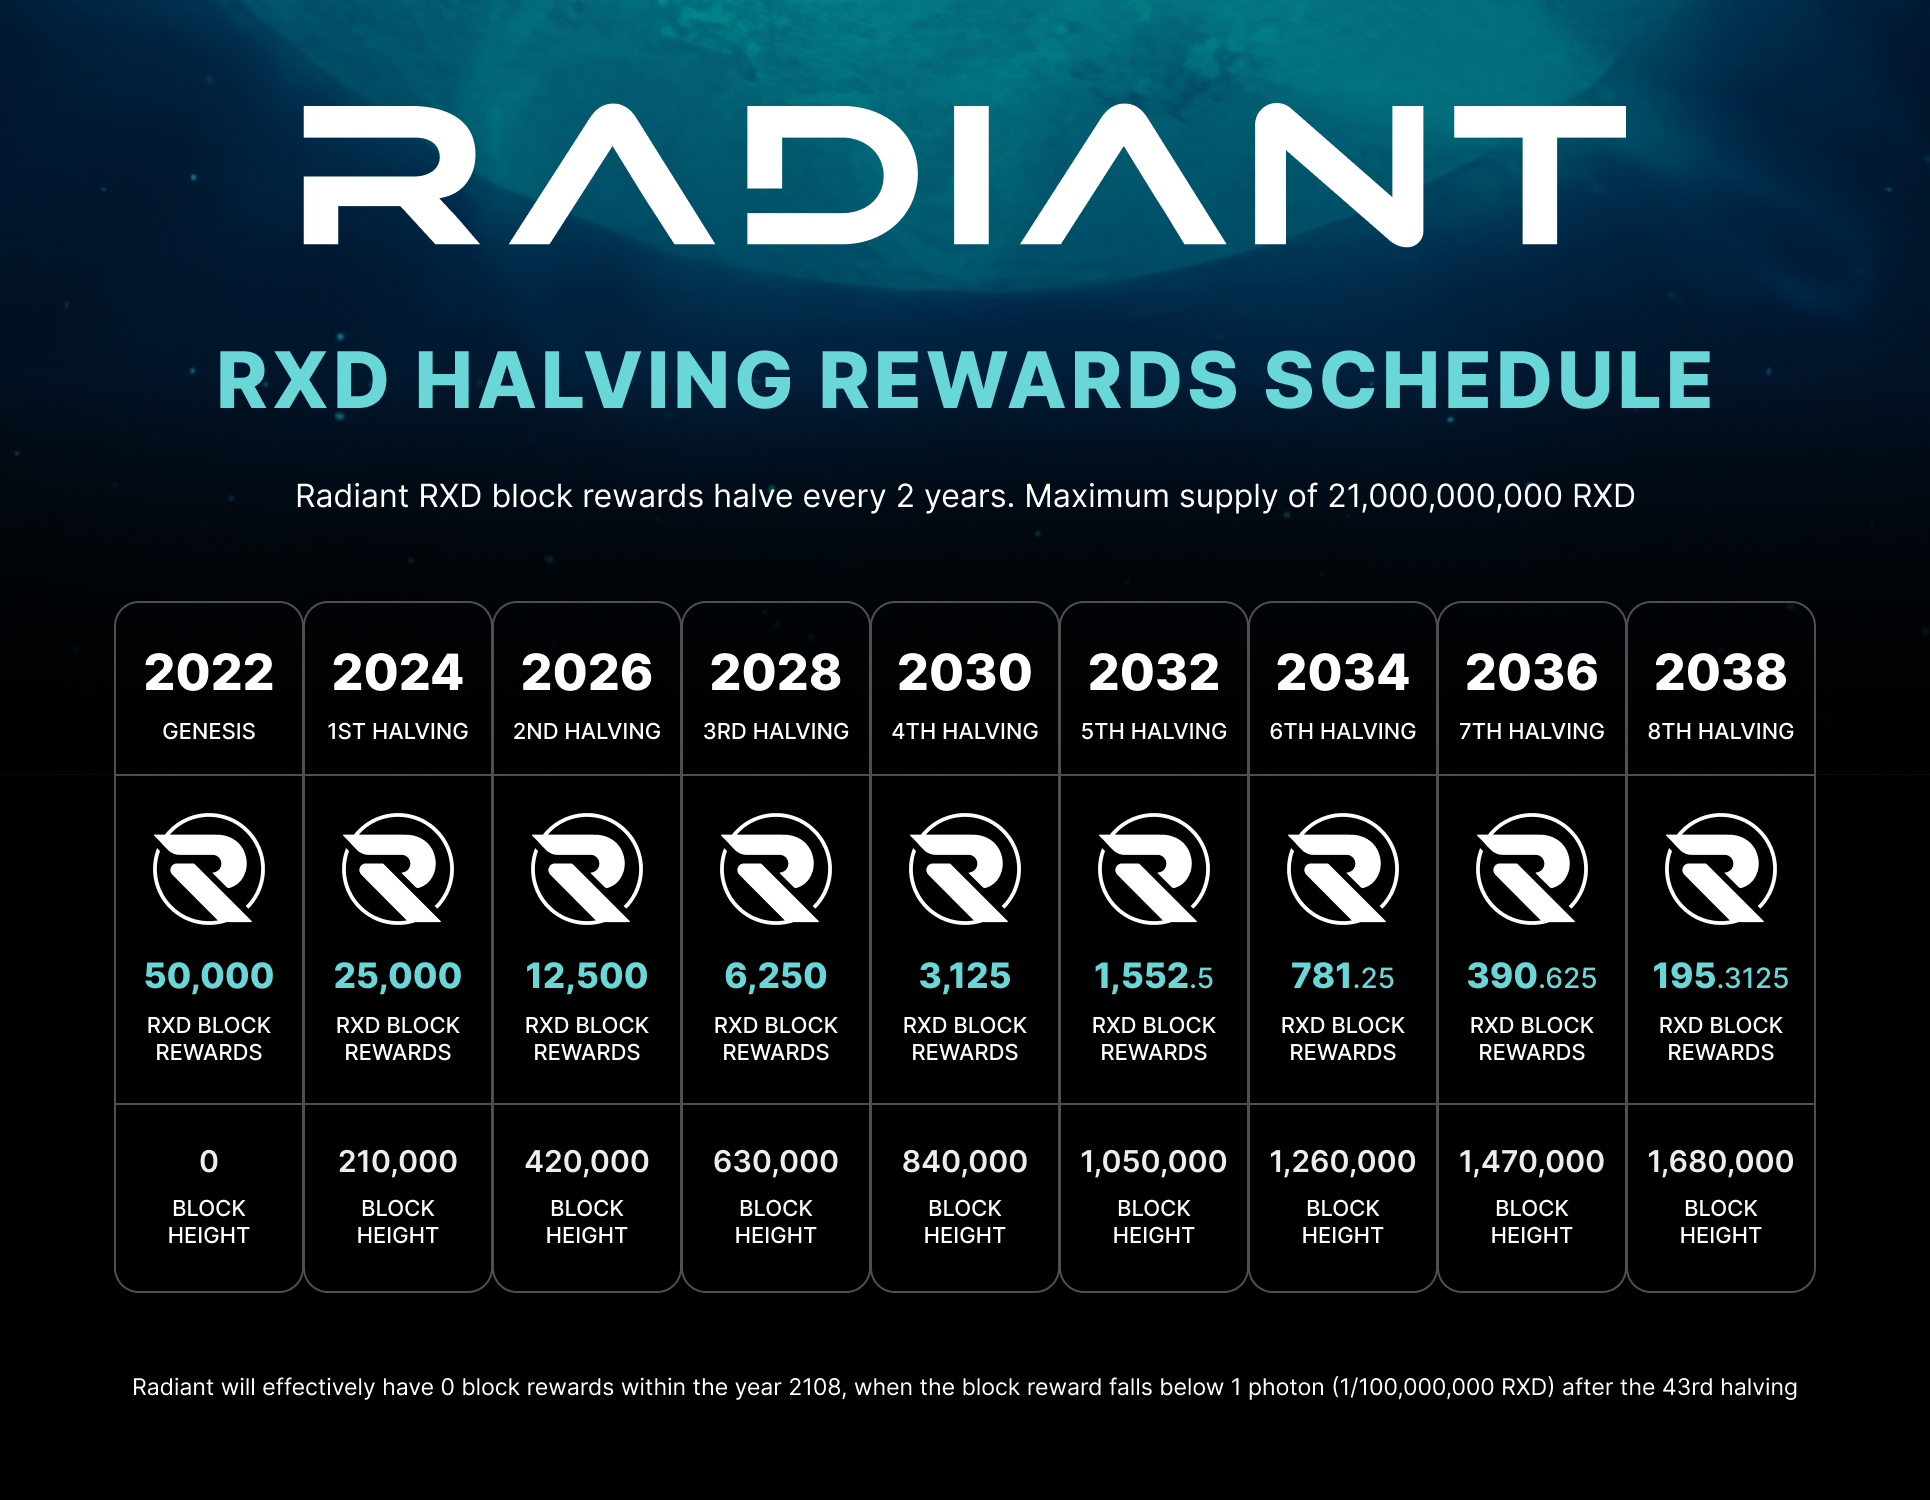 RADIANT
RXD HALVING REWARDS SCHEDULE
Radiant RXD block rewards halve every 2 years. Maximum supply of 21,000,000,000 RXD
2022 2024 2026 2028 2030 2032 2034 2036 2038
GENESIS 1ST HALVING 2ND HALVING 3RD HALVING 4TH HALVING 5TH HALVING 6TH HALVING 7TH HALVING 8TH HALVING
50,000 25,000 12,500 6,250 3,125 1,552.5 781.25 390.625 195.3125
RXD BLOCK RXD BLOCK RXD BLOCK RXD BLOCK RXD BLOCK RXD BLOCK RXD BLOCK RXD BLOCK RXD BLOCK
REWARDS REWARDS REWARDS REWARDS REWARDS REWARDS REWARDS REWARDS REWARDS
0 210,000 420,000 630,000 840,000 1,050,000 1,260,000 1,470,000 1,680,000
BLOCK BLOCK BLOCK BLOCK BLOCK BLOCK BLOCK BLOCK BLOCK
HEIGHT HEIGHT HEIGHT HEIGHT HEIGHT HEIGHT HEIGHT HEIGHT HEIGHT
Radiant will effectively have 0 block rewards within the year 2108, when the block reward falls below 1 photon (1/100,000,000 RXD) after the 43rd halving